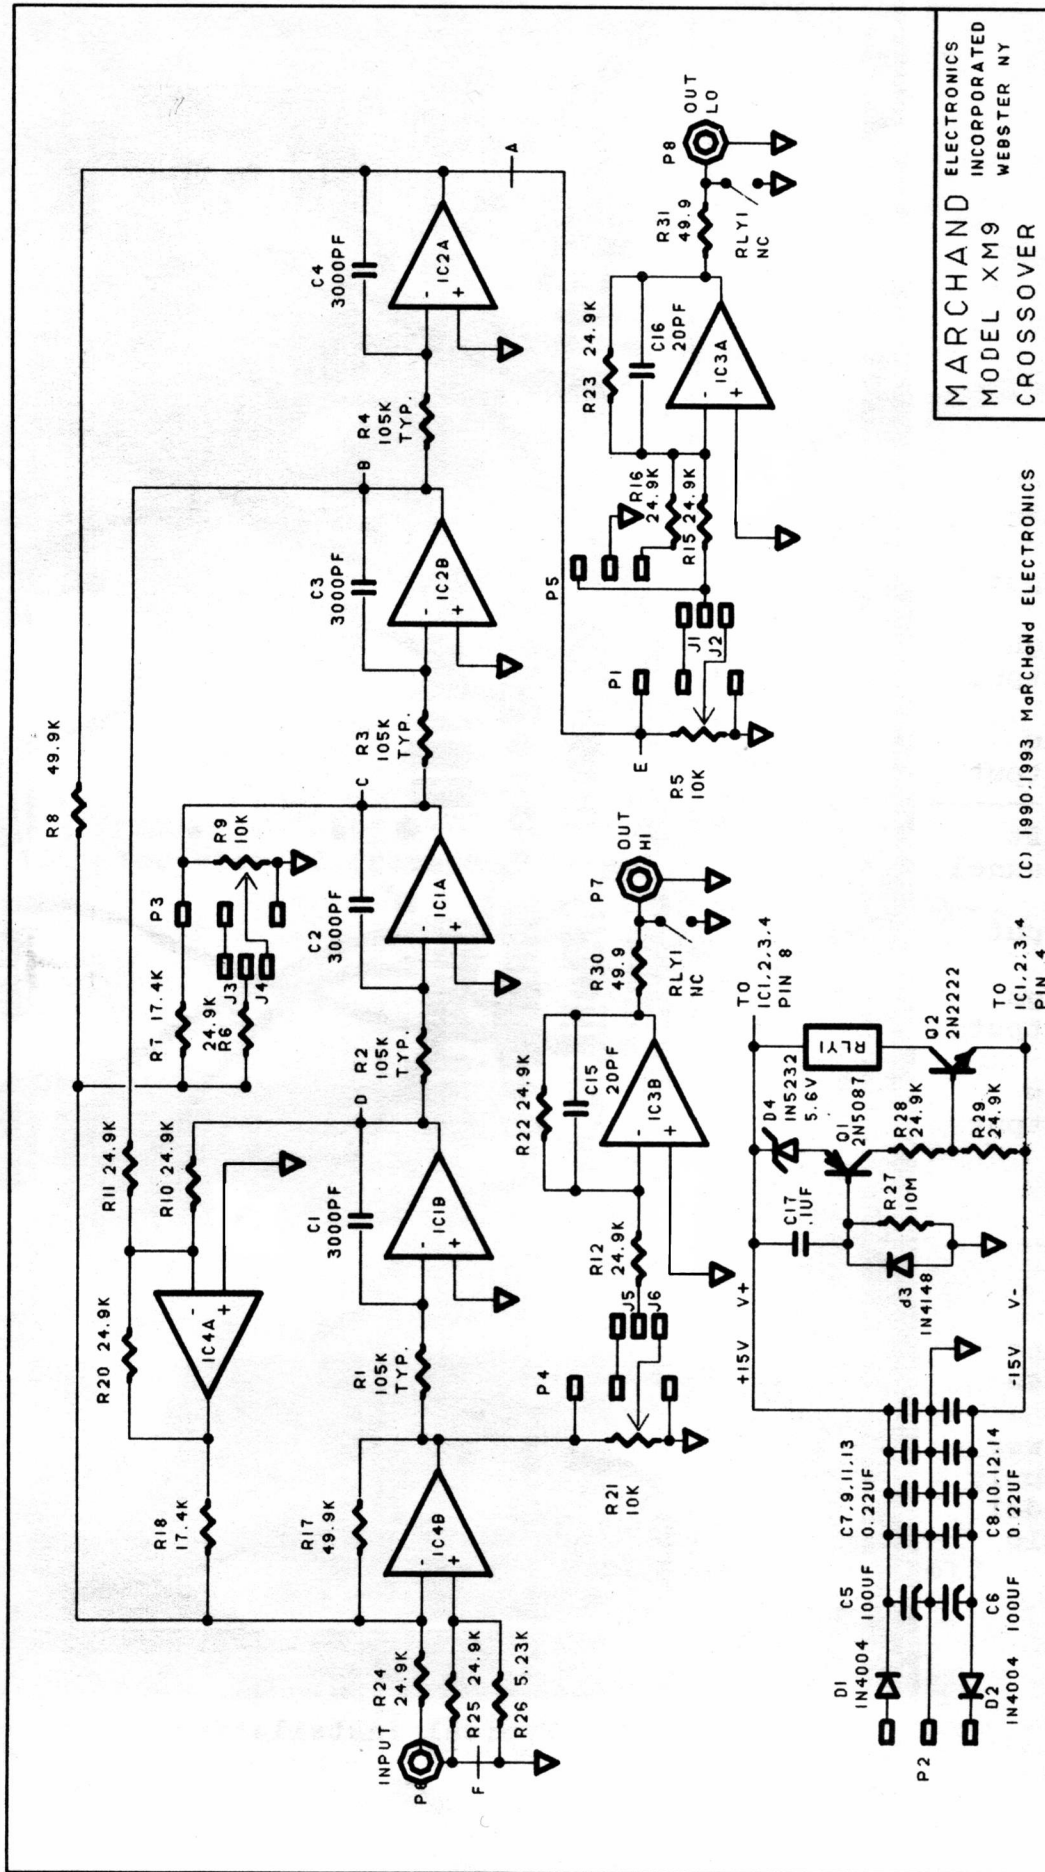 R8 49.9K
R11 24.9K
R10 24.9K
R20 24.9K
IC4A
-
+
R18
17.4K
R7 17.4K
24.9K
R6
P3
R9
10K
J3
J4
R17
49.9K
C1
3000PF
C2
3000PF
C3
3000PF
C4
3000PF
D
C
B
A
INPUT
P6
R24
24.9K
R25 24.9K
R26 5.23K
F
IC4B
-
+
R1
105K
TYP.
IC1B
-
+
R2
105K
TYP.
IC1A
-
+
R3
105K
TYP.
IC2B
-
+
R4
105K
TYP.
IC2A
-
+
R21
10K
P4
J5
J6
R12
24.9K
R22 24.9K
C15
20PF
IC3B
-
+
R30
49.9
RLY1
NC
P7
OUT
HI
E
P1
R5
10K
J1
J2
P5
R16
24.9K
R15 24.9K
R23 24.9K
C16
20PF
IC3A
-
+
R31
49.9
RLY1
NC
P8
OUT
LO
P2
D1
1N4004
D2
1N4004
C5
100UF
C6
100UF
C7,9,11,13
0.22UF
C8,10,12,14
0.22UF
+15V V+
-15V V-
C17
.1UF
d3
1N4148
R27
10M
D4
1N5232
5.6V
Q1
2N5087
R28
24.9K
R29
24.9K
RLY1
Q2
2N2222
TO
IC1,2,3,4
PIN 8
TO
IC1,2,3,4
PIN 4
(C) 1990,1993 MaRCHaNd ELECTRONICS
MARCHAND ELECTRONICS
INCORPORATED
MODEL XM9
WEBSTER NY
CROSSOVER